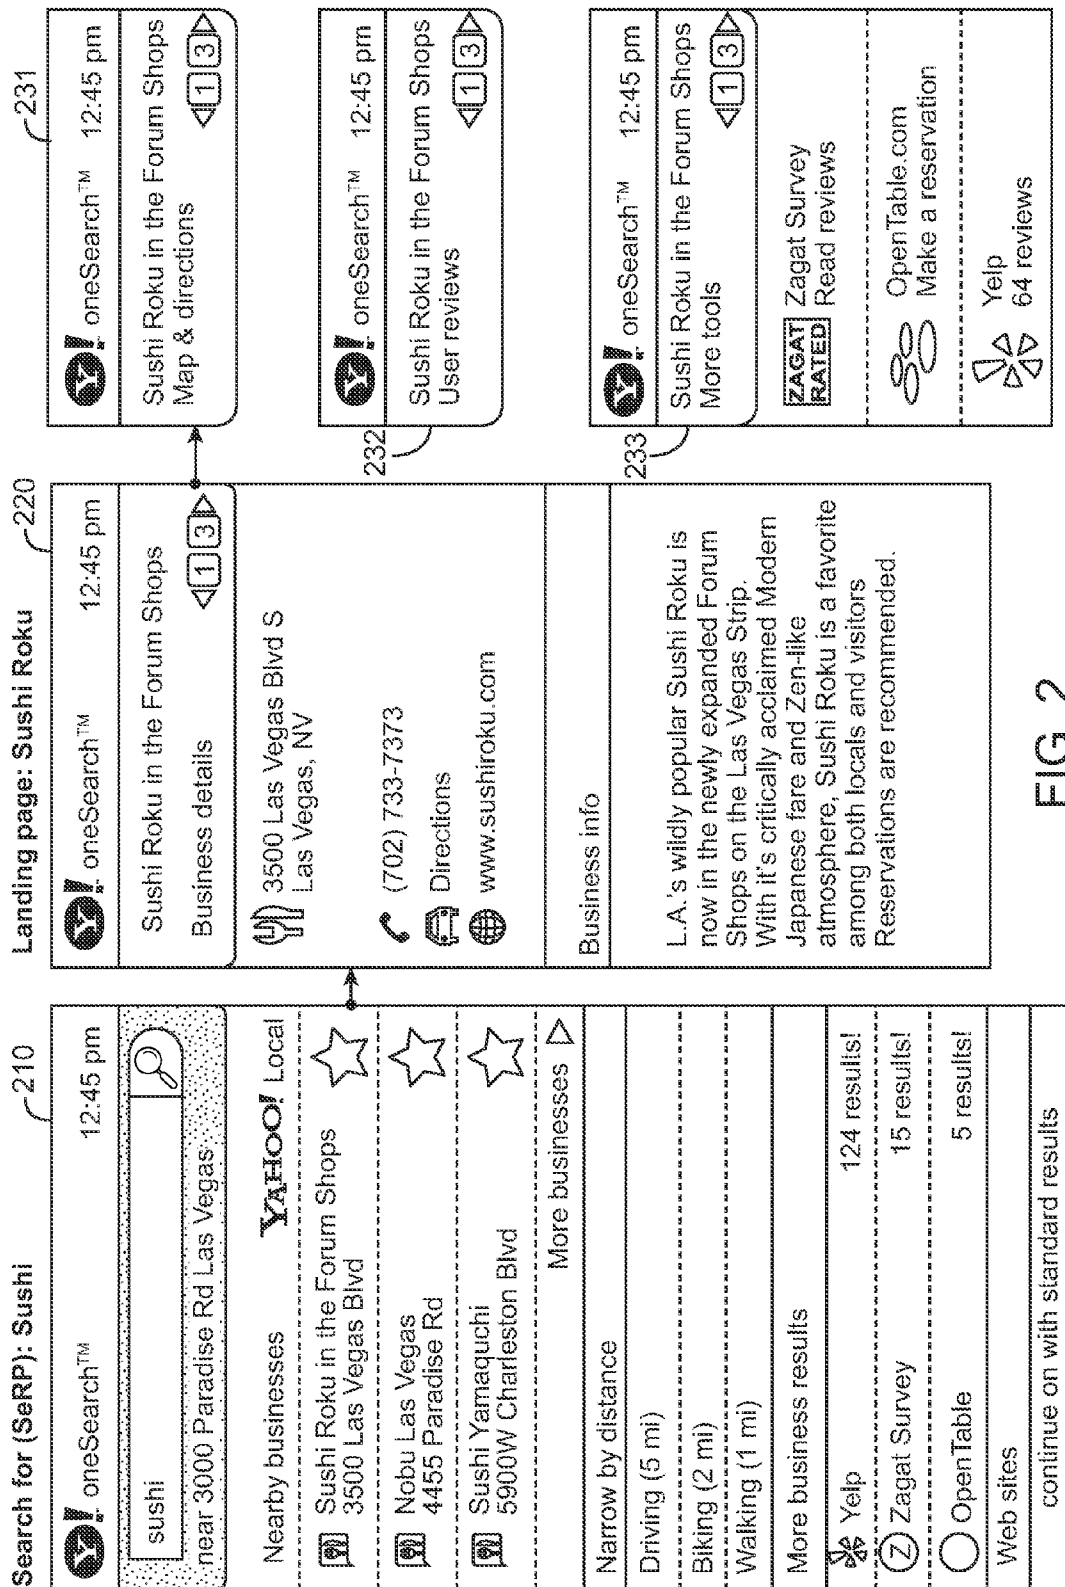 Search for (SeRP): Sushi
210
Y! oneSearch™ 12:45 pm
sushi
near 3000 Paradise Rd Las Vegas
Nearby businesses YAHOO! Local
Sushi Roku in the Forum Shops
3500 Las Vegas Blvd
Nobu Las Vegas
4455 Paradise Rd
Sushi Yamaquchi
5900W Charleston Blvd
More businesses
Narrow by distance
Driving (5 mi)
Biking (2 mi)
Walking (1 mi)
More business results
Yelp 124 results!
Z Zagat Survey 15 results!
OpenTable 5 results!
Web sites
continue on with standard results
Landing page: Sushi Roku
220
Y! oneSearch™ 12:45 pm
Sushi Roku in the Forum Shops
Business details 1 3
3500 Las Vegas Blvd S
Las Vegas, NV
(702) 733-7373
Directions
www.sushiroku.com
Business info
L.A.'s wildly popular Sushi Roku is
now in the newly expanded Forum
Shops on the Las Vegas Strip.
With it's critically acclaimed Modern
Japanese fare and Zen-like
atmosphere, Sushi Roku is a favorite
among both locals and visitors
Reservations are recommended.
231
Y! oneSearch™ 12:45 pm
Sushi Roku in the Forum Shops
Map & directions 1 3
232
Y! oneSearch™ 12:45 pm
Sushi Roku in the Forum Shops
User reviews 1 3
233
Y! oneSearch™ 12:45 pm
Sushi Roku in the Forum Shops
More tools 1 3
ZAGAT
RATED
Zagat Survey
Read reviews
OpenTable.com
Make a reservation
Yelp
64 reviews
FIG. 2